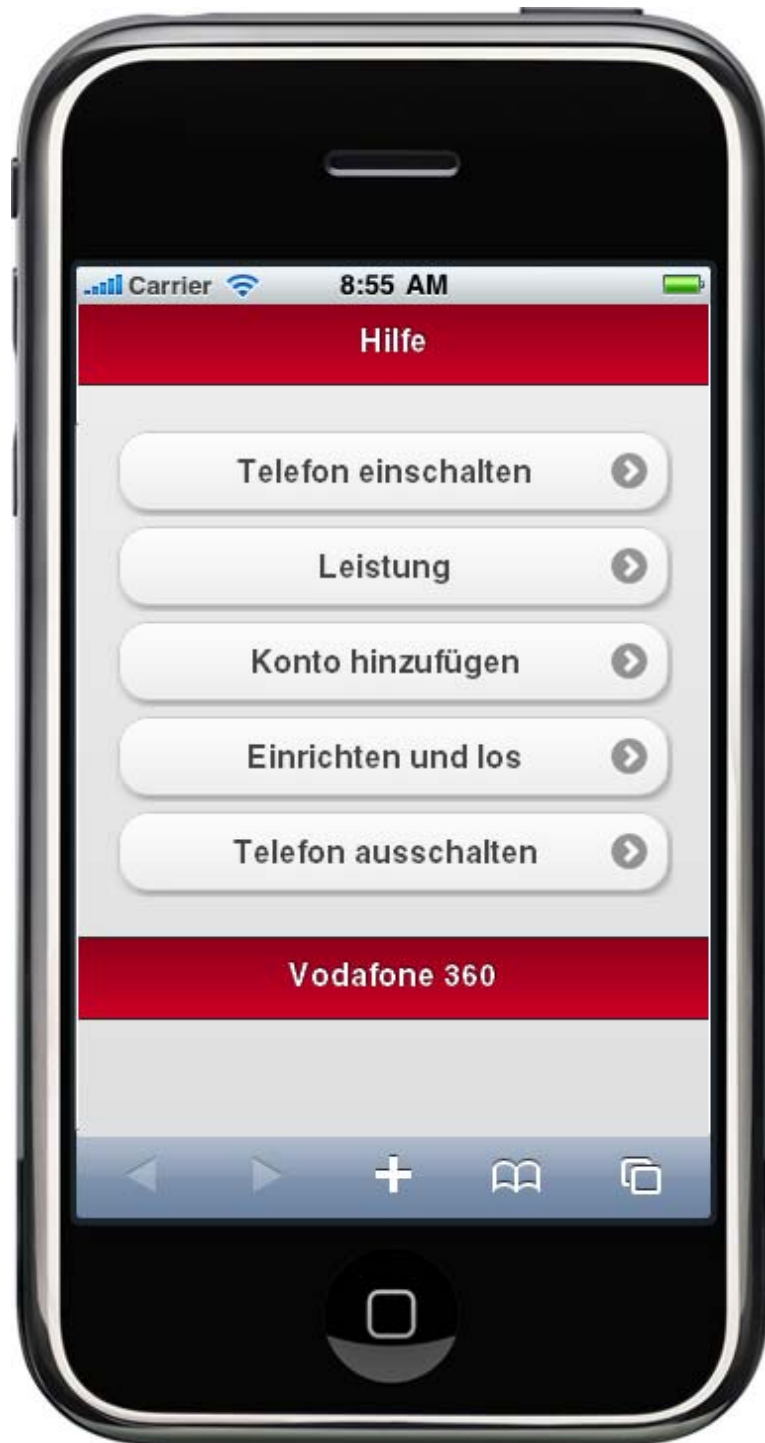 Carrier 8:55 AM
Hilfe
Telefon einschalten
Leistung
Konto hinzufügen
Einrichten und los
Telefon ausschalten
Vodafone 360